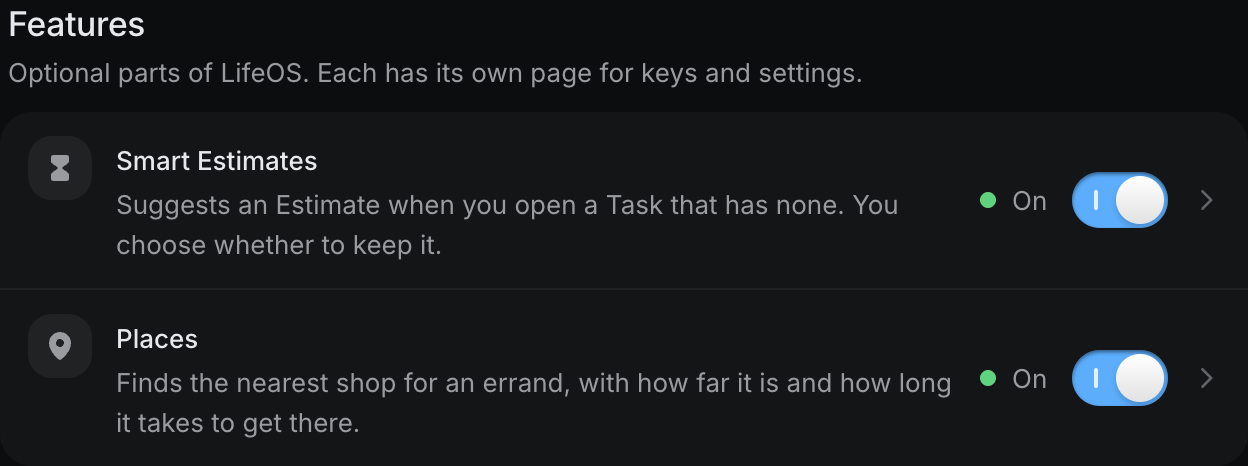 Features
Optional parts of LifeOS. Each has its own page for keys and settings.
Smart Estimates
Suggests an Estimate when you open a Task that has none. You
choose whether to keep it.
On
Places
Finds the nearest shop for an errand, with how far it is and how long
it takes to get there.
On